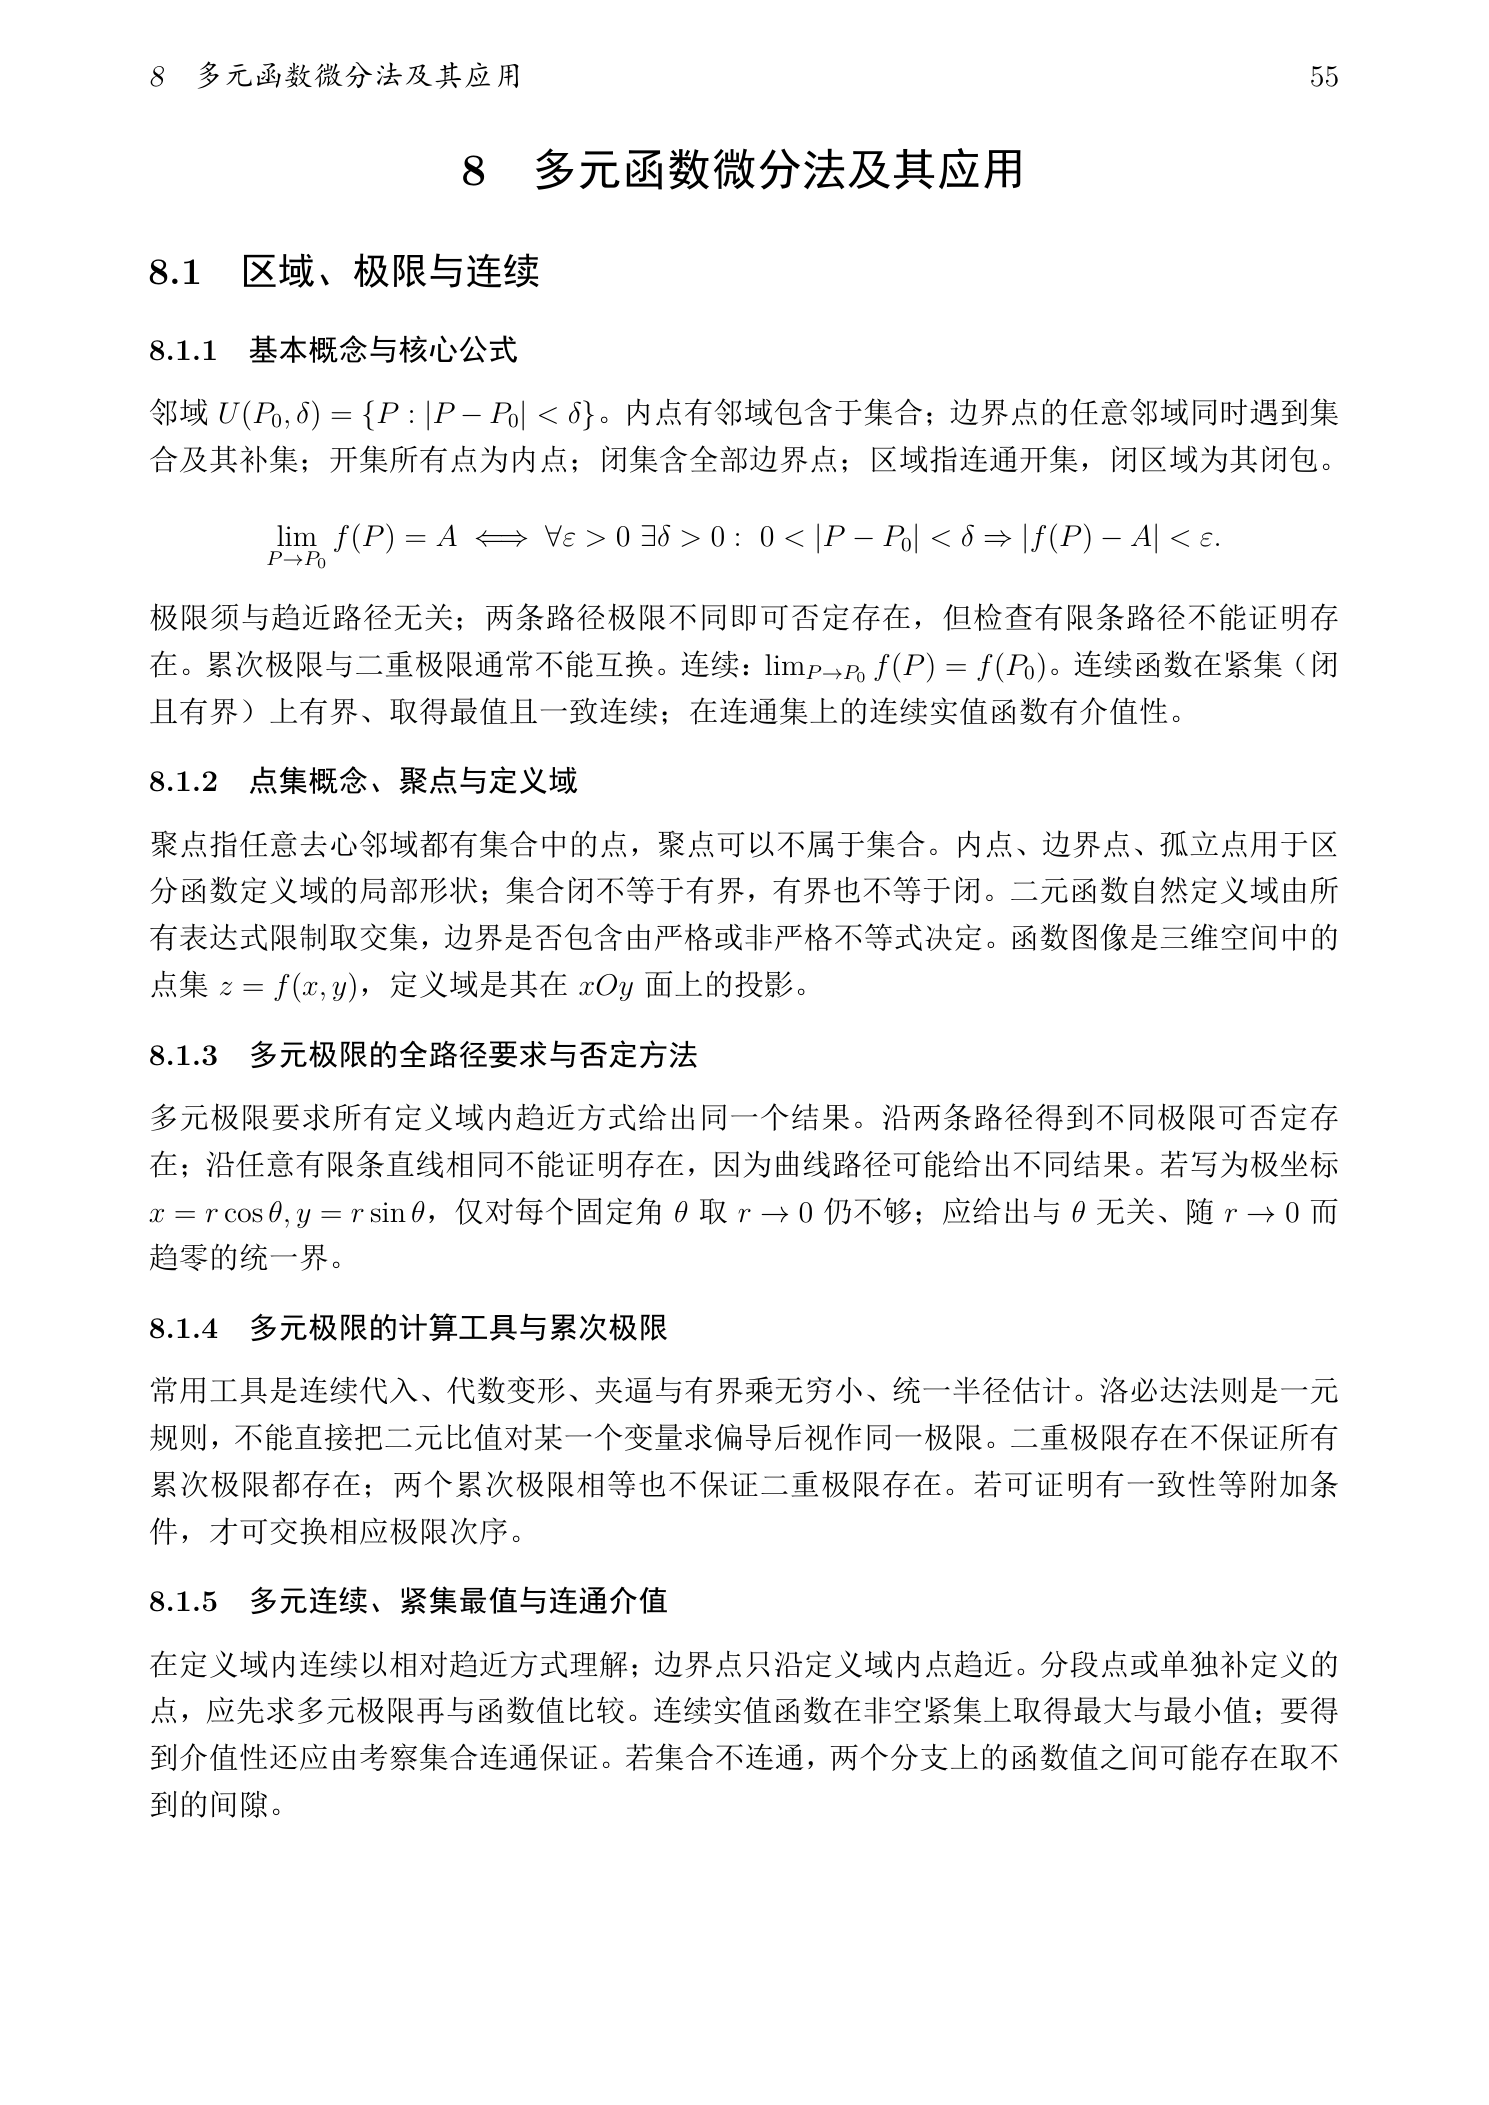 8 多元函数微分法及其应用 55
8 多元函数微分法及其应用
8.1 区域、极限与连续
8.1.1 基本概念与核心公式
邻域 U(P₀, δ) = {P : |P − P₀| < δ}。内点有邻域包含于集合；边界点的任意邻域同时遇到集
合及其补集；开集所有点为内点；闭集含全部边界点；区域指连通开集，闭区域为其闭包。
lim_{P→P₀} f(P) = A ⟺ ∀ε > 0 ∃δ > 0 : 0 < |P − P₀| < δ ⇒ |f(P) − A| < ε.
极限须与趋近路径无关；两条路径极限不同即可否定存在，但检查有限条路径不能证明存
在。累次极限与二重极限通常不能互换。连续：lim_{P→P₀} f(P) = f(P₀)。连续函数在紧集（闭
且有界）上有界、取得最值且一致连续；在连通集上的连续实值函数有介值性。
8.1.2 点集概念、聚点与定义域
聚点指任意去心邻域都有集合中的点，聚点可以不属于集合。内点、边界点、孤立点用于区
分函数定义域的局部形状；集合闭不等于有界，有界也不等于闭。二元函数自然定义域由所
有表达式限制取交集，边界是否包含由严格或非严格不等式决定。函数图像是三维空间中的
点集 z = f(x, y)，定义域是其在 xOy 面上的投影。
8.1.3 多元极限的全路径要求与否定方法
多元极限要求所有定义域内趋近方式给出同一个结果。沿两条路径得到不同极限可否定存
在；沿任意有限条直线相同不能证明存在，因为曲线路径可能给出不同结果。若写为极坐标
x = r cos θ, y = r sin θ，仅对每个固定角 θ 取 r → 0 仍不够；应给出与 θ 无关、随 r → 0 而
趋零的统一界。
8.1.4 多元极限的计算工具与累次极限
常用工具是连续代入、代数变形、夹逼与有界乘无穷小、统一半径估计。洛必达法则是一元
规则，不能直接把二元比值对某一个变量求偏导后视作同一极限。二重极限存在不保证所有
累次极限都存在；两个累次极限相等也不保证二重极限存在。若可证明有一致性等附加条
件，才可交换相应极限次序。
8.1.5 多元连续、紧集最值与连通介值
在定义域内连续以相对趋近方式理解；边界点只沿定义域内点趋近。分段点或单独补定义的
点，应先求多元极限再与函数值比较。连续实值函数在非空紧集上取得最大与最小值；要得
到介值性还应由考察集合连通保证。若集合不连通，两个分支上的函数值之间可能存在取不
到的间隙。